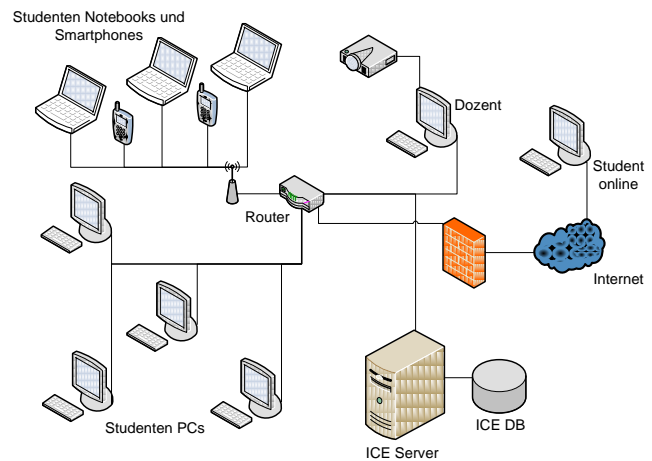 Studenten Notebooks und
Smartphones
Dozent
Student
online
Router
Internet
Studenten PCs
ICE Server
ICE DB